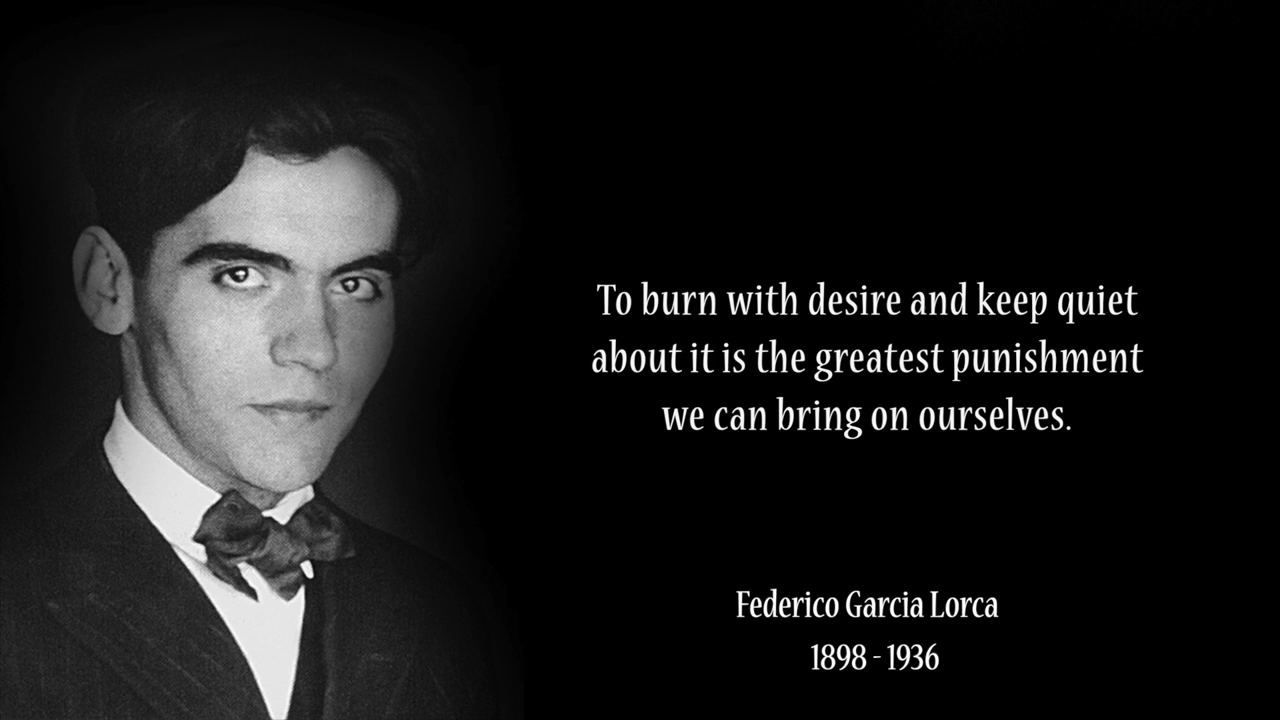 To burn with desire and keep quiet
about it is the greatest punishment
we can bring on ourselves.
Federico Garcia Lorca
1898 - 1936